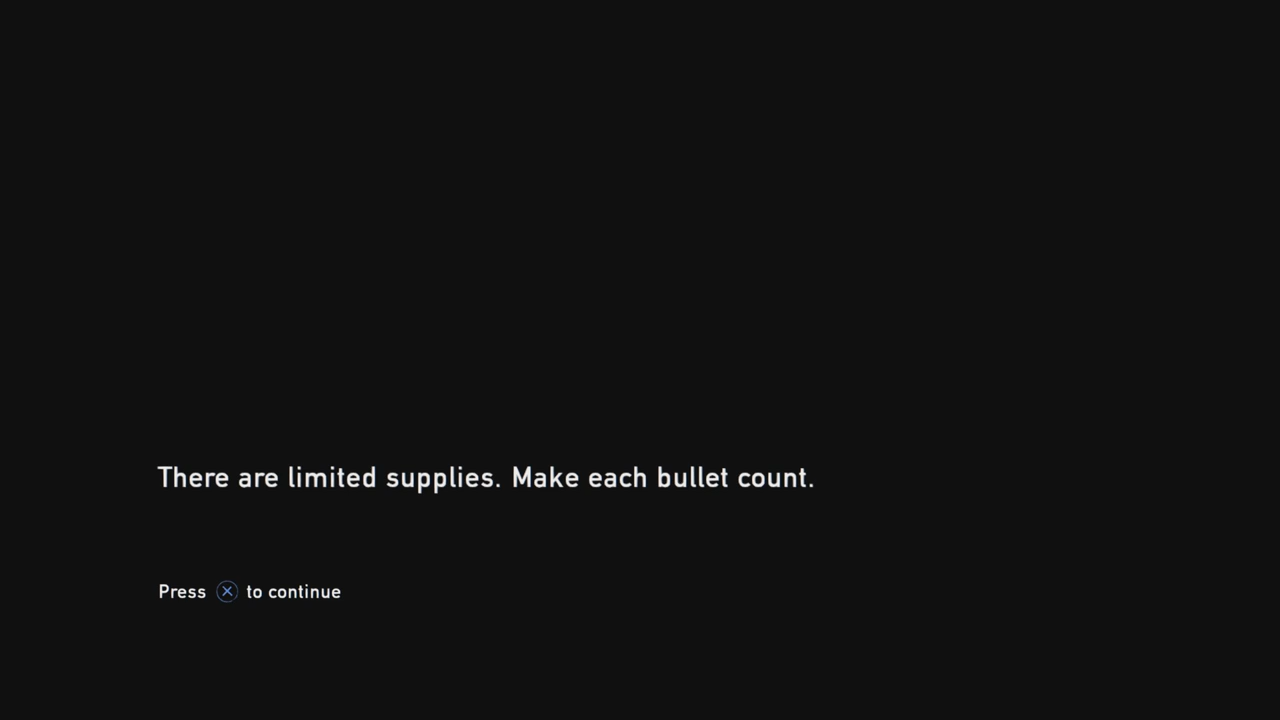 There are limited supplies. Make each bullet count.
Press ⓧ to continue